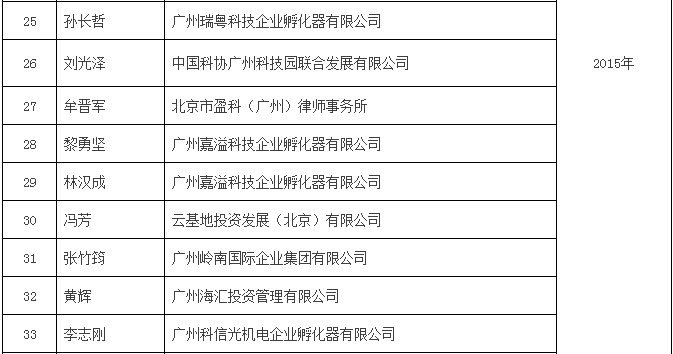 25 孙长哲 广州瑞粤科技企业孵化器有限公司
26 刘光泽 中国科协广州科技园联合发展有限公司 2015年
27 牟晋军 北京市盈科（广州）律师事务所
28 黎勇坚 广州嘉溢科技企业孵化器有限公司
29 林汉成 广州嘉溢科技企业孵化器有限公司
30 冯芳 云基地投资发展（北京）有限公司
31 张竹筠 广州岭南国际企业集团有限公司
32 黄辉 广州海汇投资管理有限公司
33 李志刚 广州科信光机电企业孵化器有限公司